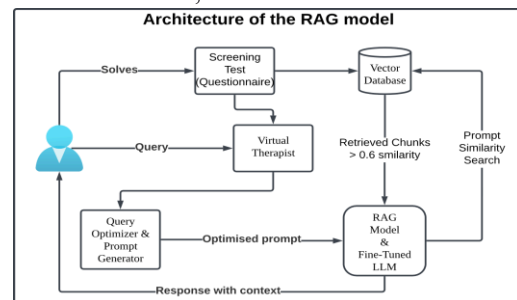 Architecture of the RAG model
Solves
Screening
Test
(Questionnaire)
Vector
Database
Query
Virtual
Therapist
Retrieved Chunks
> 0.6 smilarity
Prompt
Similarity
Search
Query
Optimizer &
Prompt
Generator
Optimised prompt
RAG
Model
&
Fine-Tuned
LLM
Response with context